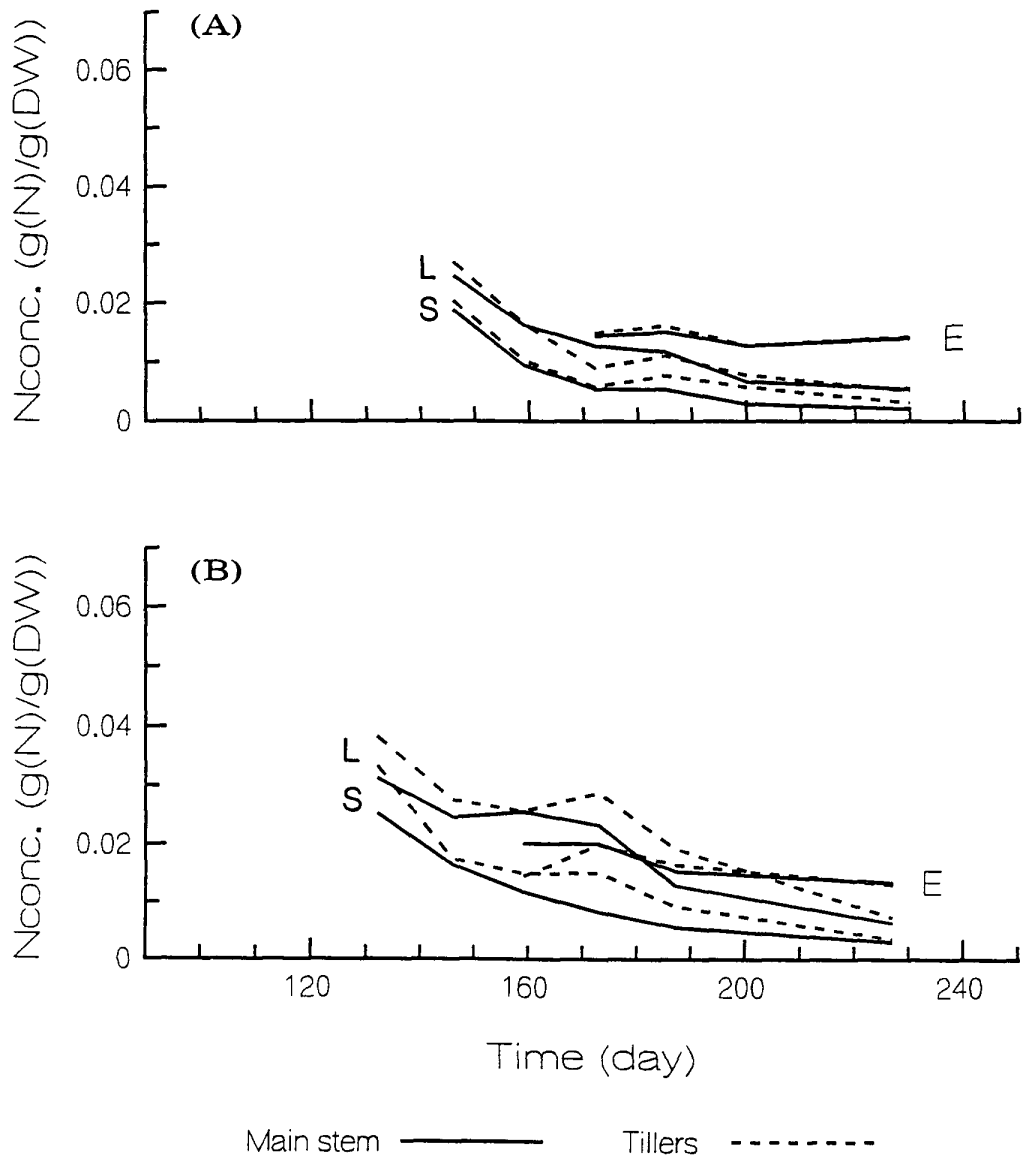 (A)
Nconc. (g(N)/g(DW))
0.06
0.04
0.02
0
L
S
E
(B)
Nconc. (g(N)/g(DW))
0.06
0.04
0.02
0
L
S
E
120 160 200 240
Time (day)
Main stem Tillers